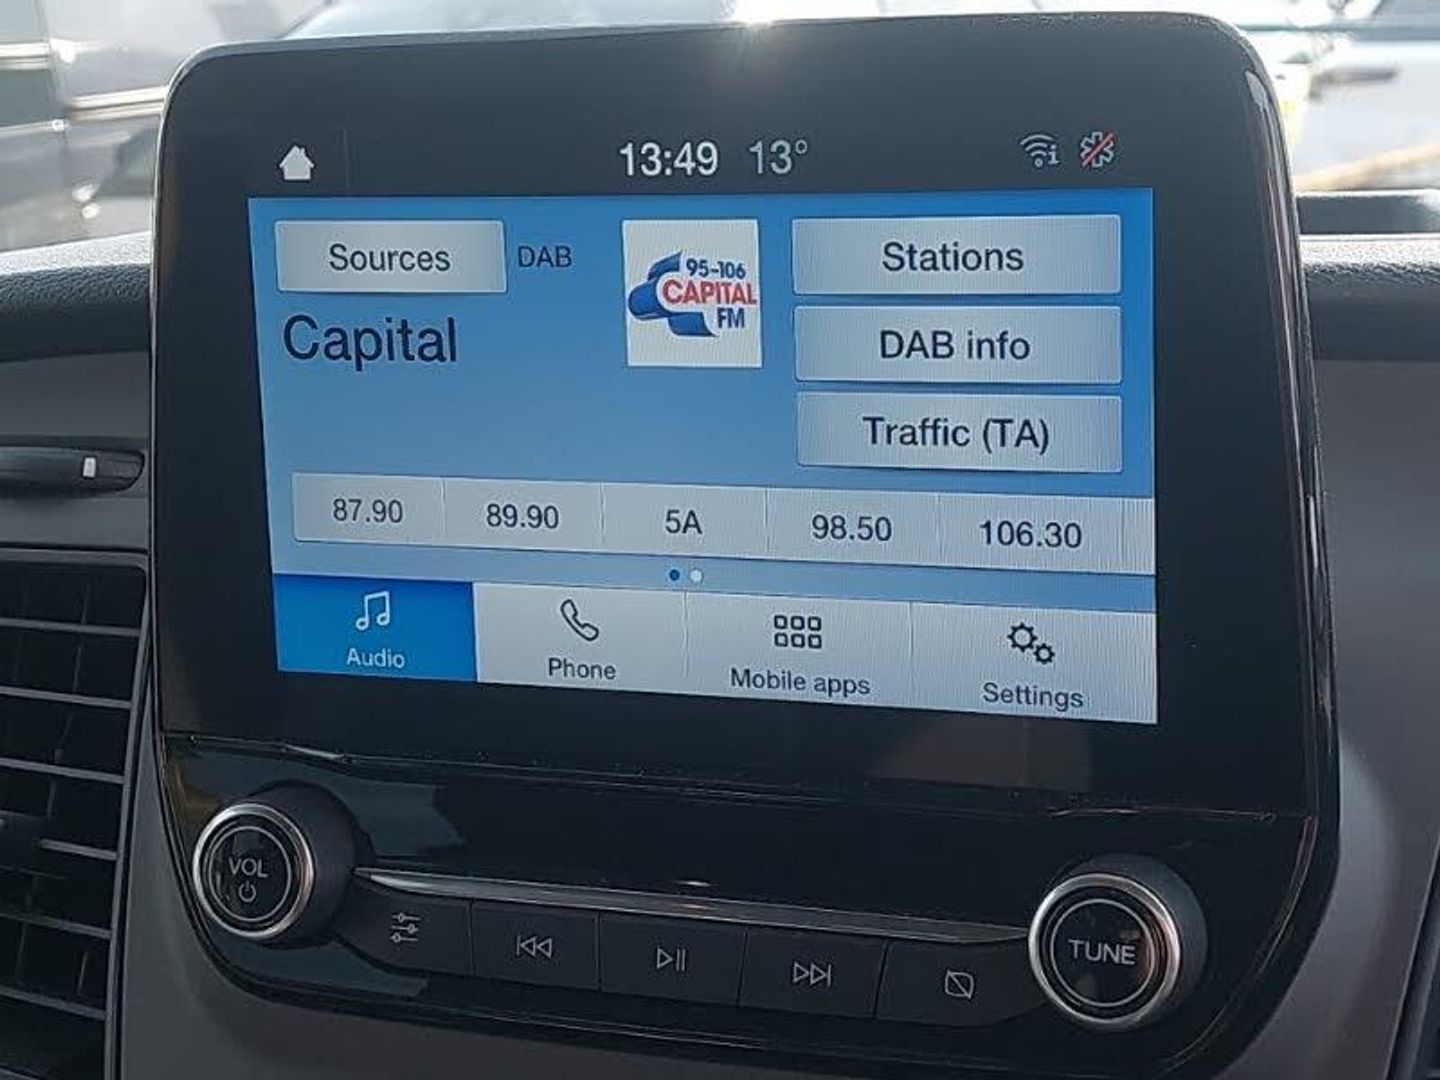 13:49 13°
Sources DAB
95-106
CAPITAL
FM
Stations
Capital
DAB info
Traffic (TA)
87.90 89.90 5A 98.50 106.30
Audio Phone Mobile apps Settings
VOL
TUNE